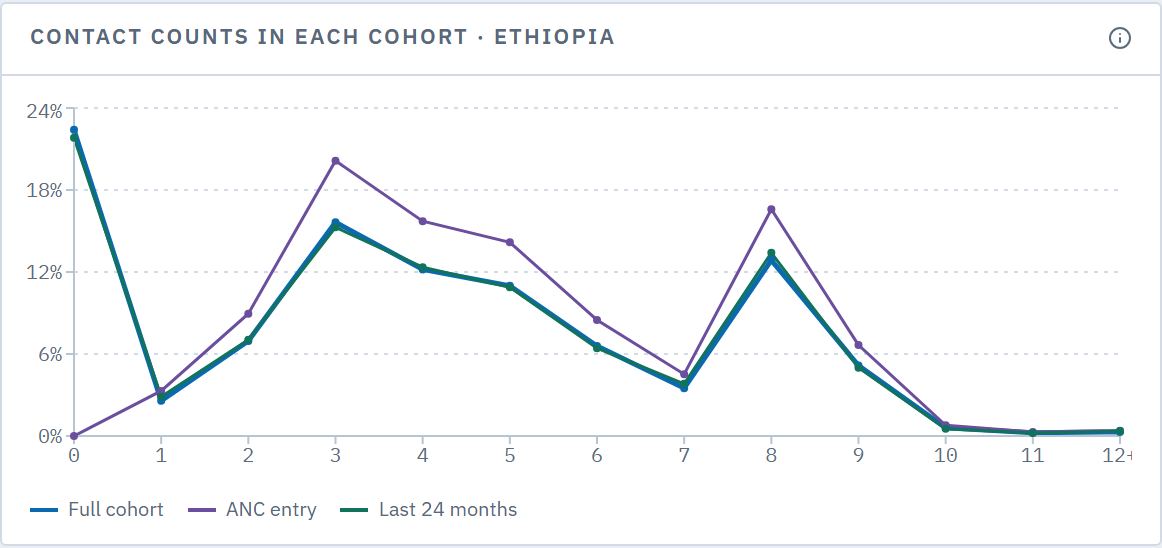 CONTACT COUNTS IN EACH COHORT · ETHIOPIA
24%
18%
12%
6%
0%
0 1 2 3 4 5 6 7 8 9 10 11 12+
Full cohort ANC entry Last 24 months